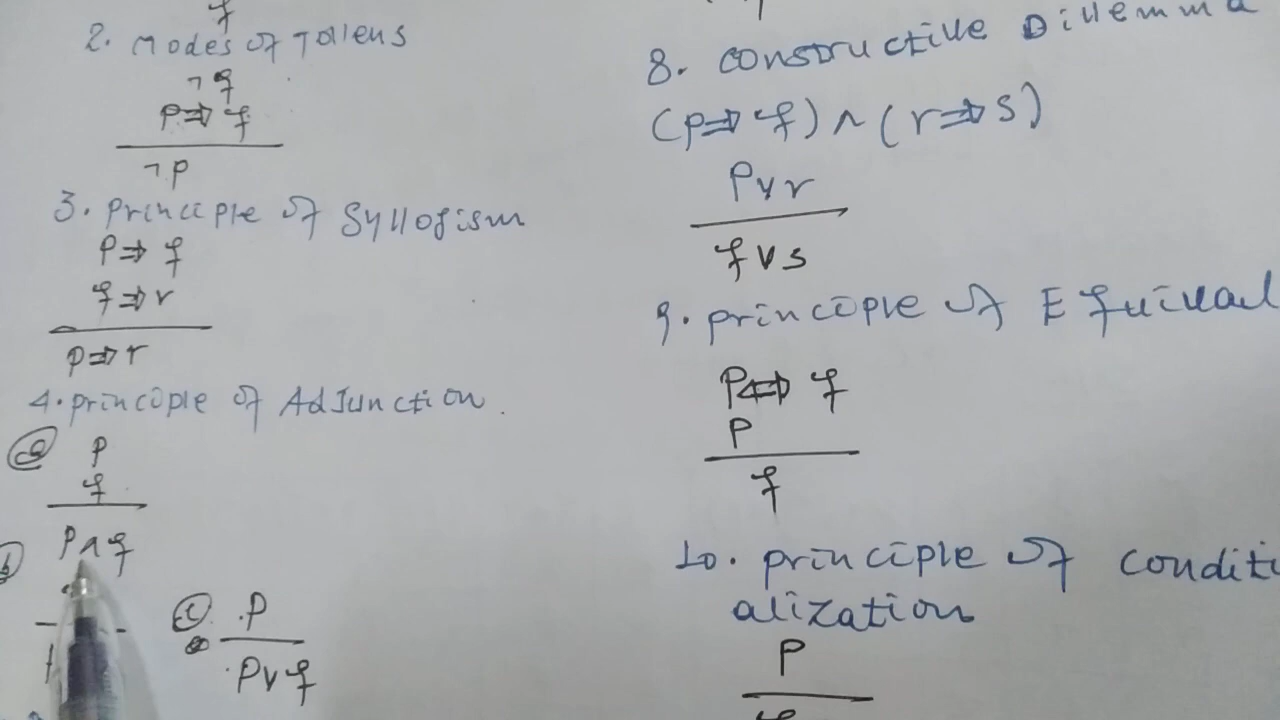 2. Modes of Tollens
¬q
p⇒q
¬p
3. principle of Syllogism
p⇒q
q⇒r
p⇒r
4. principle of Adjunction.
ⓐ p
q
p∧q
ⓒ p
p∨q
8. constructive Dillemma
(p⇒q)∧(r⇒s)
p∨r
q∨s
9. principle of Equival
p⇔q
p
q
10. principle of conditi
alization
p